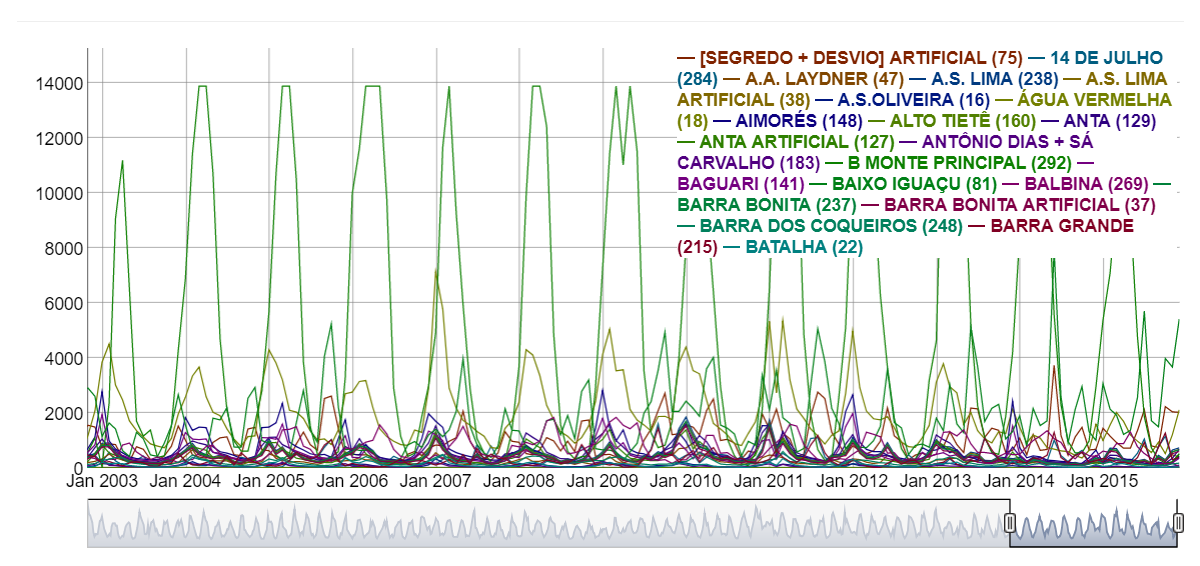 — [SEGREDO + DESVIO] ARTIFICIAL (75) — 14 DE JULHO
(284) — A.A. LAYDNER (47) — A.S. LIMA (238) — A.S. LIMA
ARTIFICIAL (38) — A.S.OLIVEIRA (16) — ÁGUA VERMELHA
(18) — AIMORÉS (148) — ALTO TIETÊ (160) — ANTA (129)
— ANTA ARTIFICIAL (127) — ANTÔNIO DIAS + SÁ
CARVALHO (183) — B MONTE PRINCIPAL (292) —
BAGUARI (141) — BAIXO IGUAÇU (81) — BALBINA (269) —
BARRA BONITA (237) — BARRA BONITA ARTIFICIAL (37)
— BARRA DOS COQUEIROS (248) — BARRA GRANDE
(215) — BATALHA (22)
14000
12000
10000
8000
6000
4000
2000
0
Jan 2003 Jan 2004 Jan 2005 Jan 2006 Jan 2007 Jan 2008 Jan 2009 Jan 2010 Jan 2011 Jan 2012 Jan 2013 Jan 2014 Jan 2015